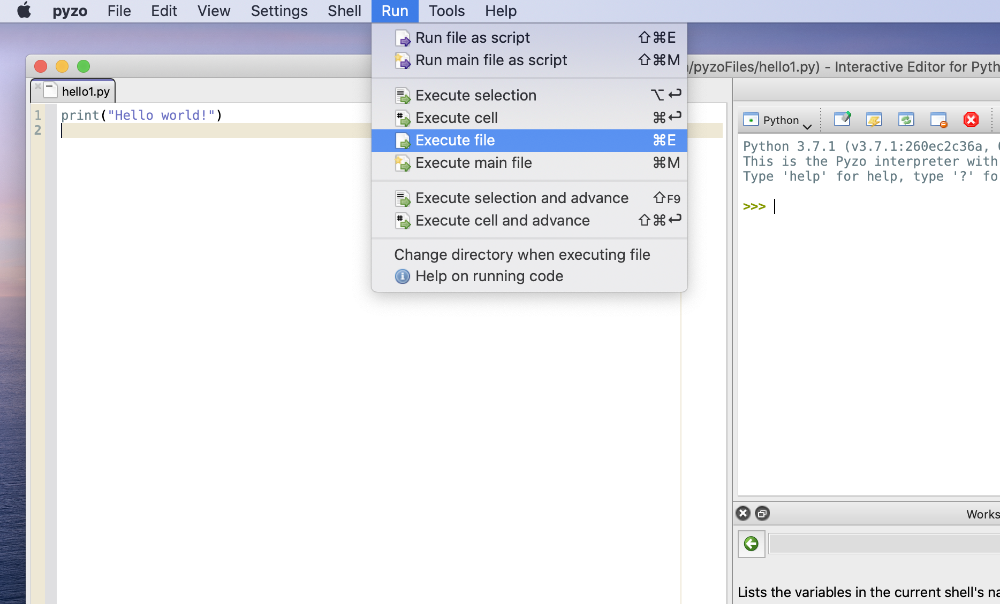 pyzo File Edit View Settings Shell Run Tools Help
Run file as script ⇧⌘E
Run main file as script ⇧⌘M
Execute selection ⌥↩
Execute cell ⌘↩
Execute file ⌘E
Execute main file ⌘M
Execute selection and advance ⇧F9
Execute cell and advance ⇧⌘↩
Change directory when executing file
Help on running code
/pyzoFiles/hello1.py) - Interactive Editor for Pyth
hello1.py
1 print("Hello world!")
2
Python
Python 3.7.1 (v3.7.1:260ec2c36a,
This is the Pyzo interpreter with
Type 'help' for help, type '?' fo
>>>
Works
Lists the variables in the current shell's na